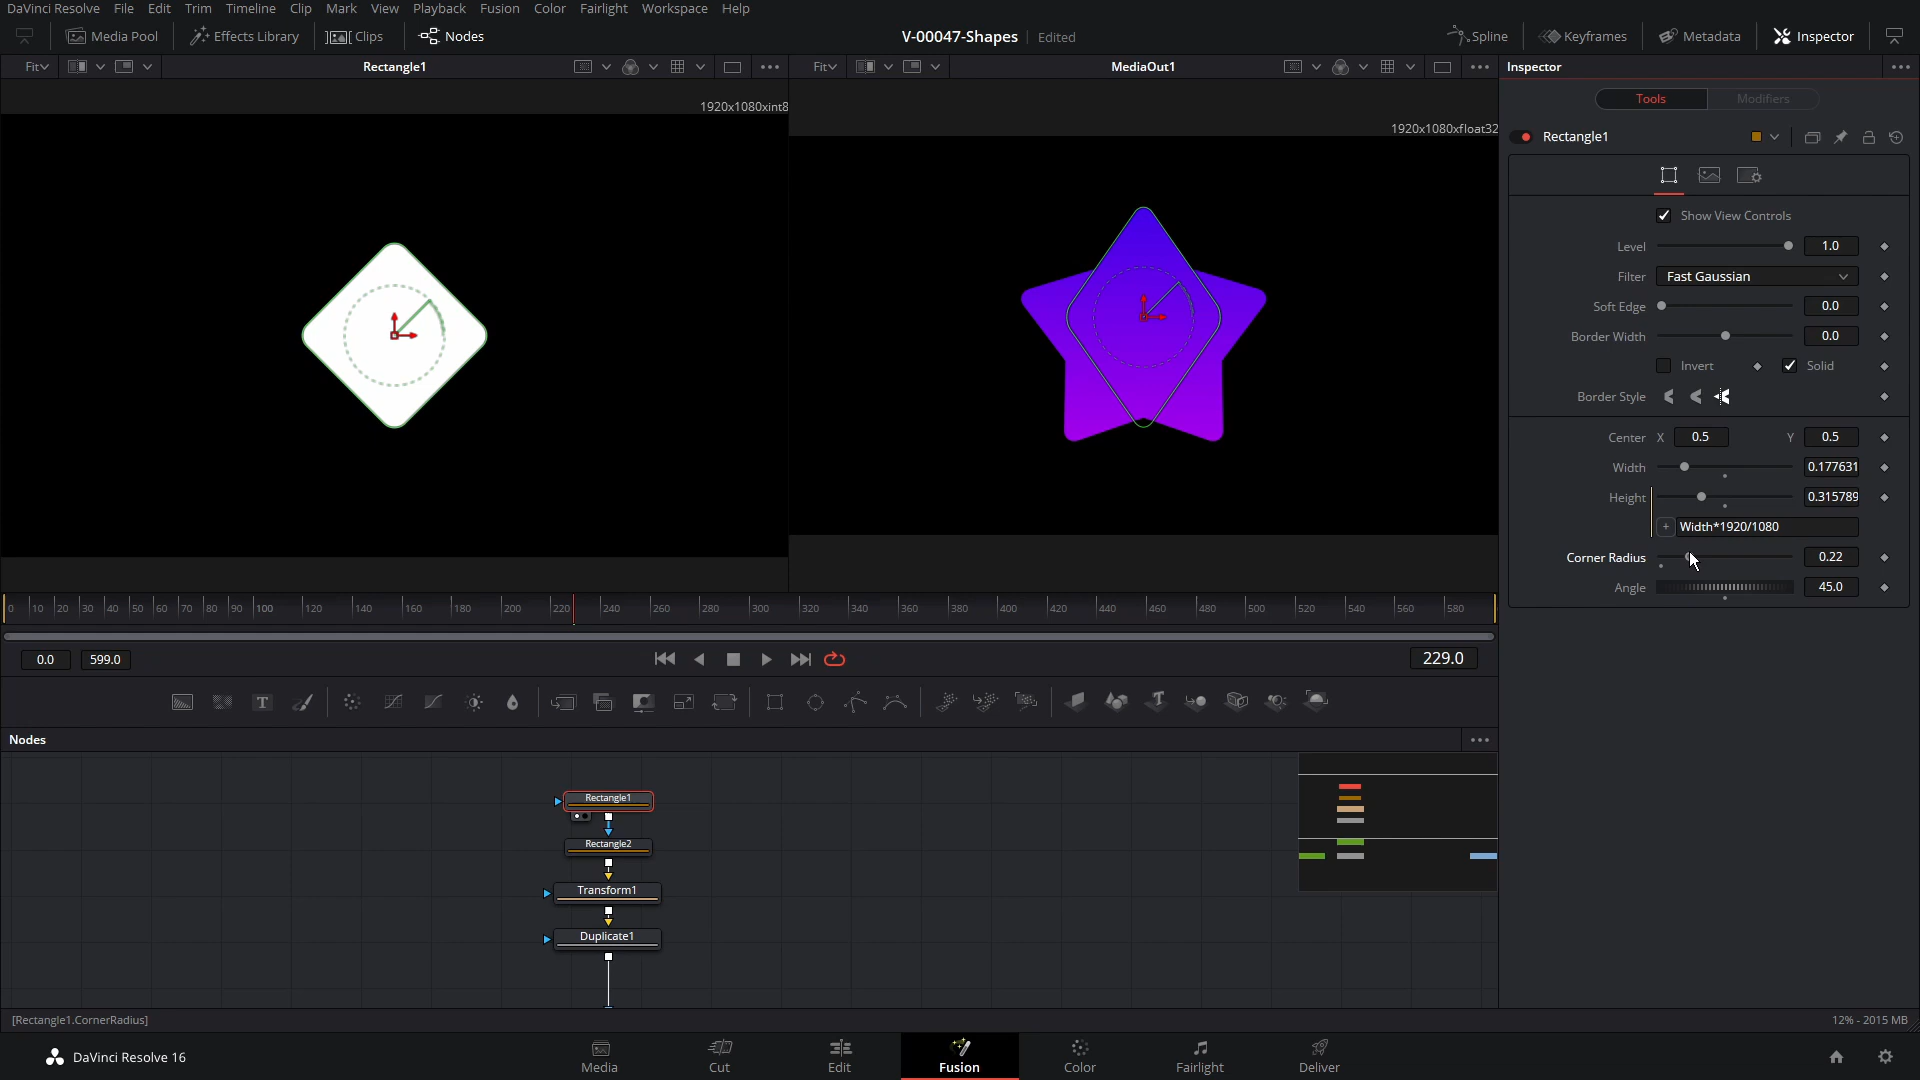 DaVinci Resolve File Edit Trim Timeline Clip Mark View Playback Fusion Color Fairlight Workspace Help
Media Pool Effects Library Clips Nodes V-00047-Shapes Edited Spline Keyframes Metadata Inspector
Fit Rectangle1 Fit MediaOut1 Inspector
Tools Modifiers
1920x1080xint8
1920x1080xfloat32
Rectangle1
Show View Controls
Level 1.0
Filter Fast Gaussian
Soft Edge 0.0
Border Width 0.0
Invert Solid
Border Style
Center X 0.5 Y 0.5
Width 0.177631
Height 0.315789
+ Width*1920/1080
Corner Radius 0.22
Angle 45.0
0 10 20 30 40 50 60 70 80 90 100 120 140 160 180 200 220 240 260 280 300 320 340 360 380 400 420 440 460 480 500 520 540 560 580
0.0 599.0 229.0
T T
Nodes
Rectangle1
Rectangle2
Transform1
Duplicate1
[Rectangle1.CornerRadius] 12% - 2015 MB
DaVinci Resolve 16 Media Cut Edit Fusion Color Fairlight Deliver